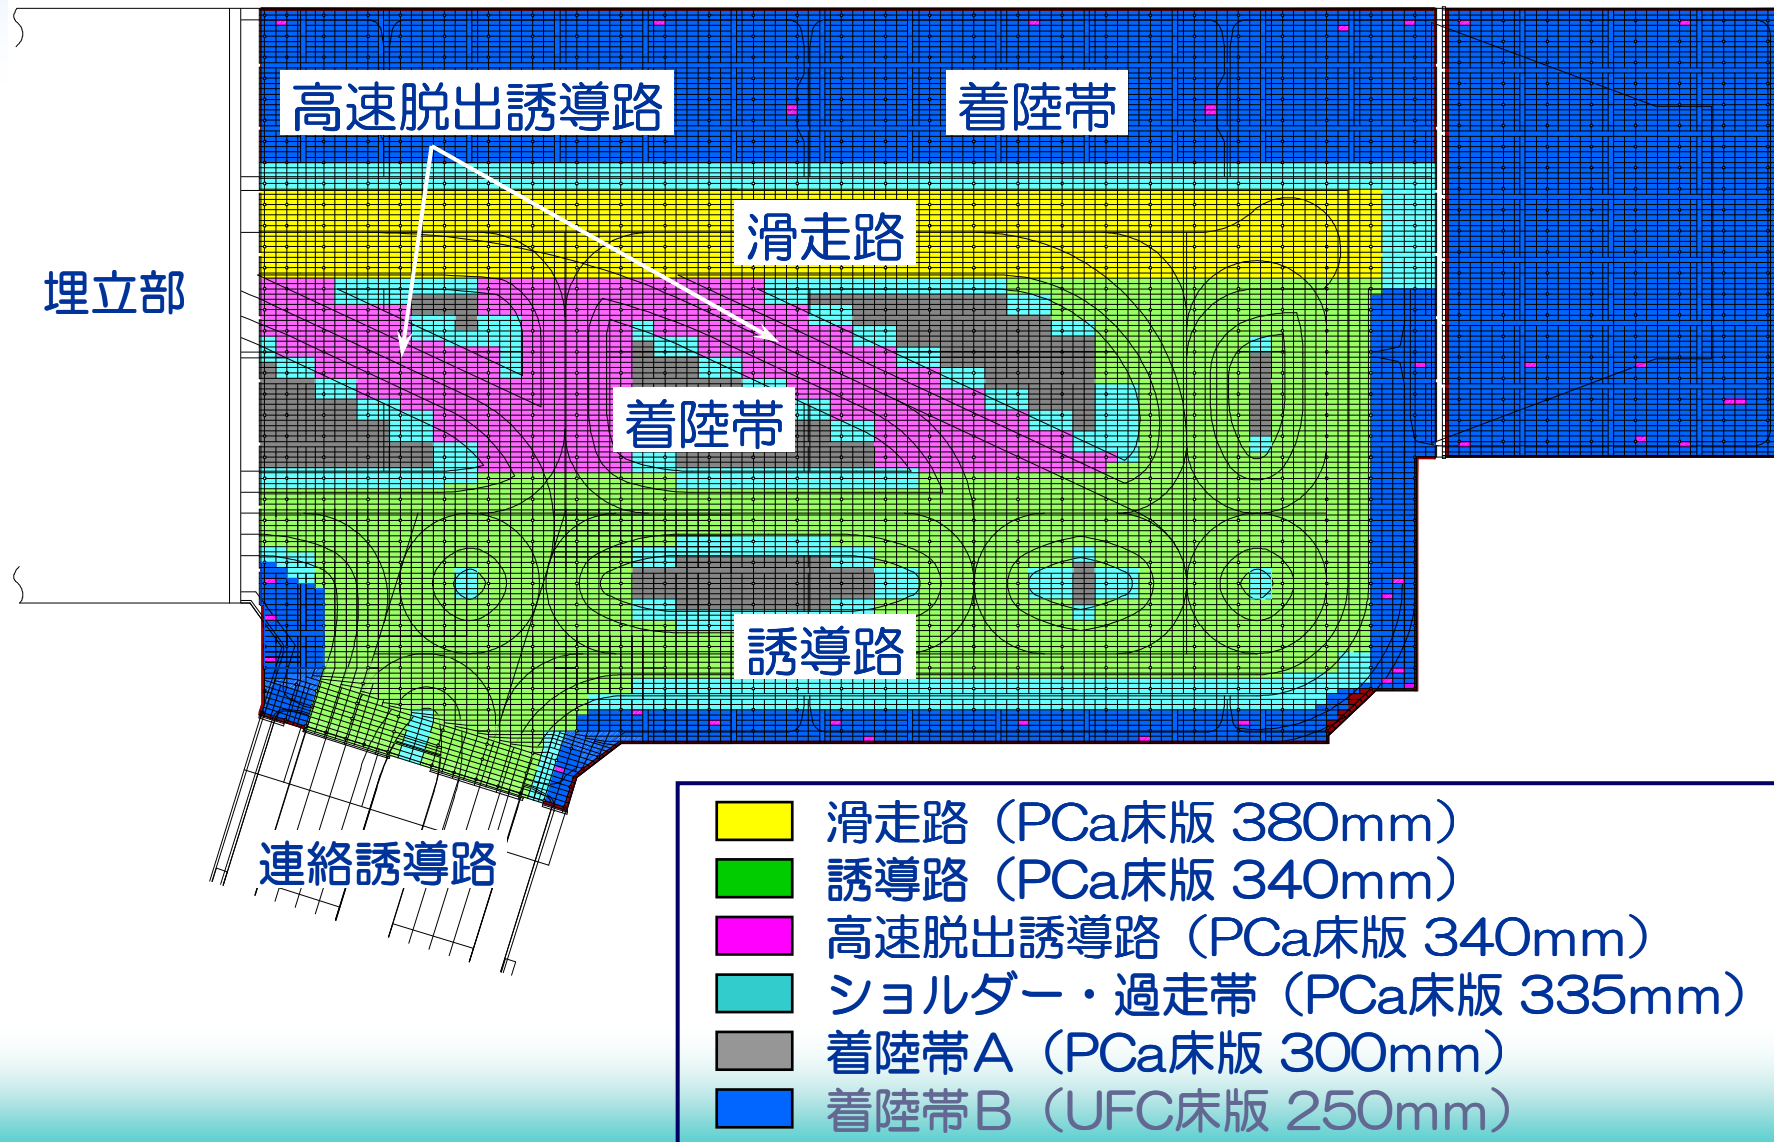 高速脱出誘導路
着陸帯
滑走路
埋立部
着陸帯
誘導路
連絡誘導路
滑走路（PCa床版 380mm）
誘導路（PCa床版 340mm）
高速脱出誘導路（PCa床版 340mm）
ショルダー・過走帯（PCa床版 335mm）
着陸帯A（PCa床版 300mm）
着陸帯B（UFC床版 250mm）